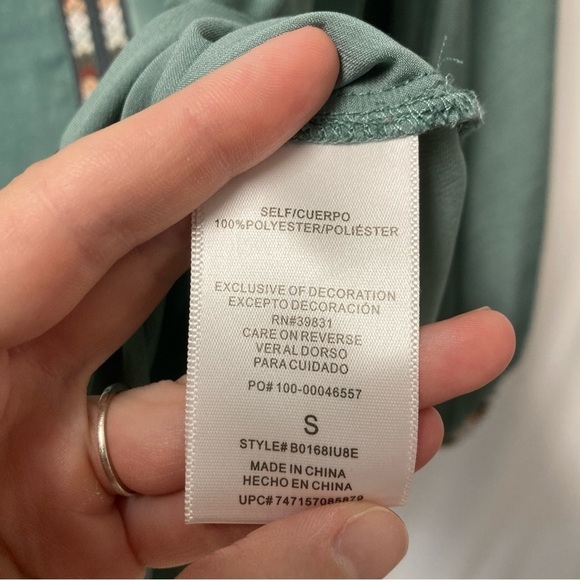 SELF/CUERPO
100%POLYESTER/POLIÉSTER
EXCLUSIVE OF DECORATION
EXCEPTO DECORACIÓN
RN#39831
CARE ON REVERSE
VER AL DORSO
PARA CUIDADO
PO# 100-00046557
S
STYLE# B0168IU8E
MADE IN CHINA
HECHO EN CHINA
UPC#